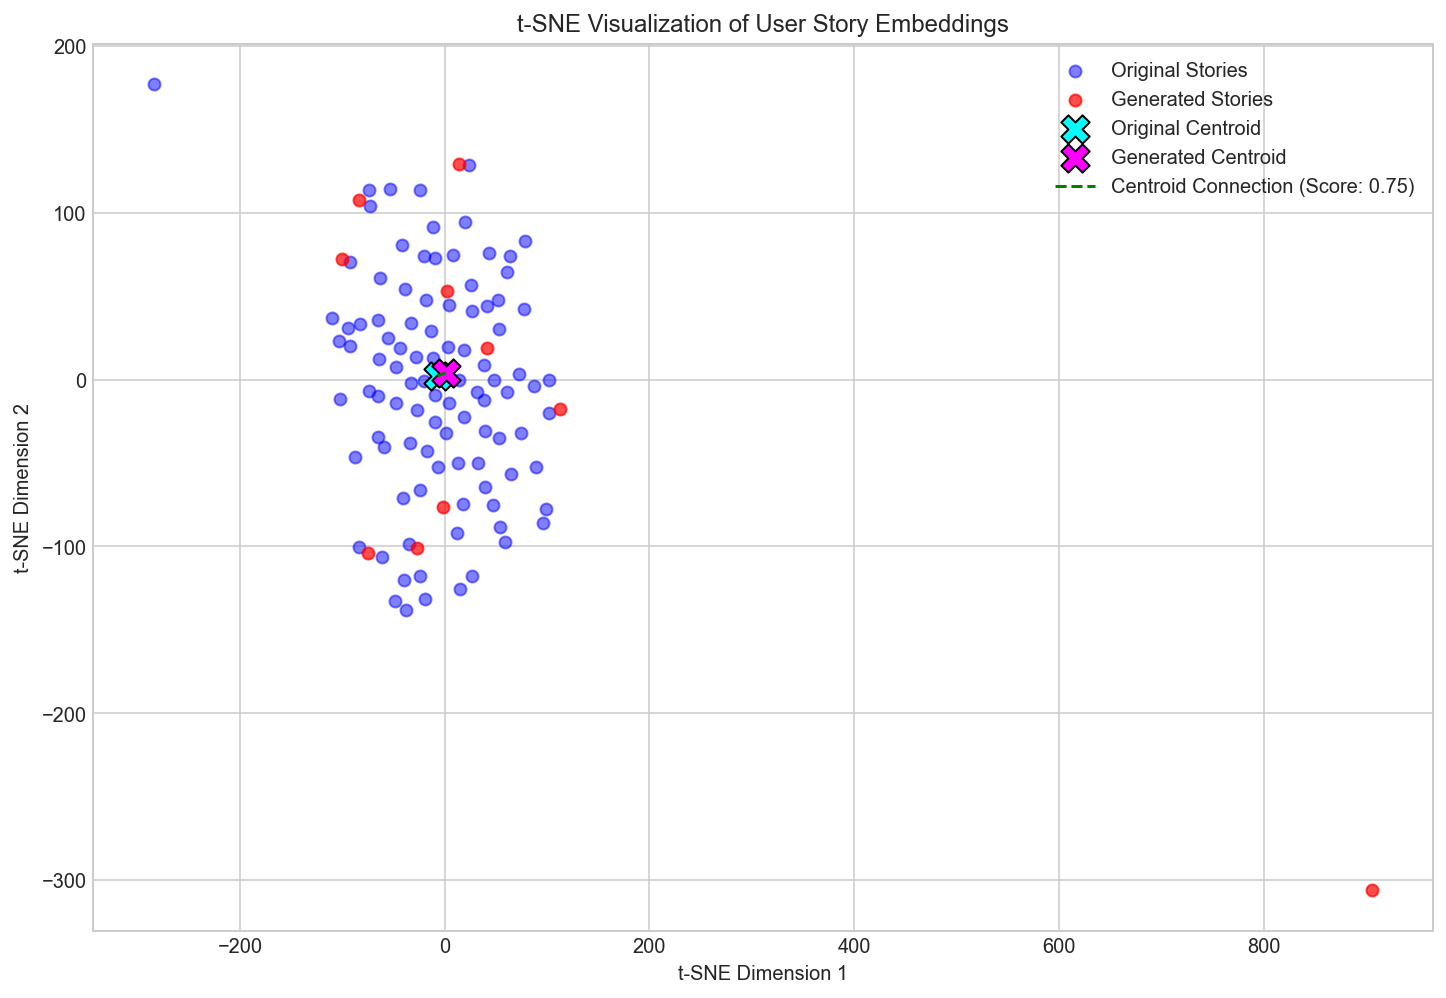 t-SNE Visualization of User Story Embeddings
Original Stories
Generated Stories
Original Centroid
Generated Centroid
Centroid Connection (Score: 0.75)
200
100
0
−100
−200
−300
t-SNE Dimension 2
−200
0
200
400
600
800
t-SNE Dimension 1